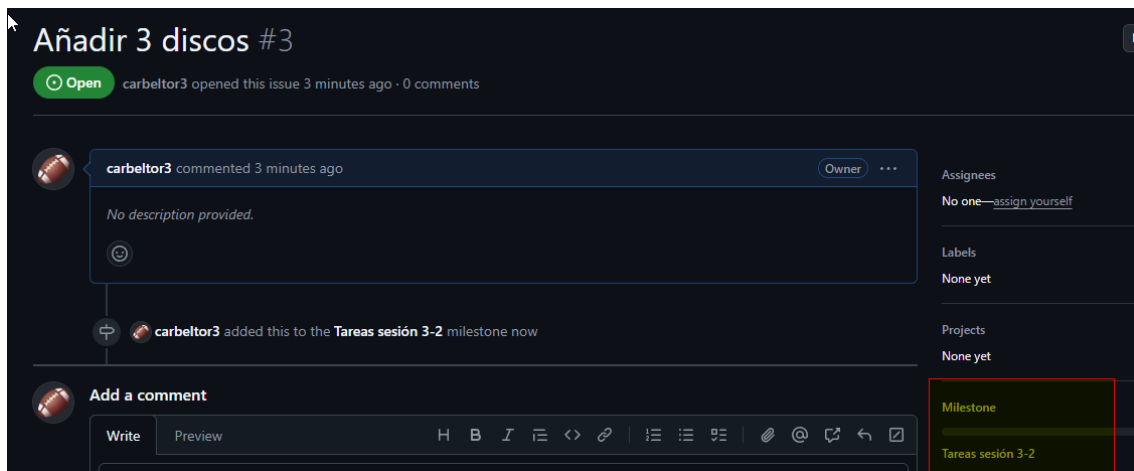 Añadir 3 discos #3
Open
carbeltor3 opened this issue 3 minutes ago · 0 comments
carbeltor3 commented 3 minutes ago
Owner
No description provided.
carbeltor3 added this to the Tareas sesión 3-2 milestone now
Add a comment
Write
Preview
H B I
Assignees
No one—assign yourself
Labels
None yet
Projects
None yet
Milestone
Tareas sesión 3-2